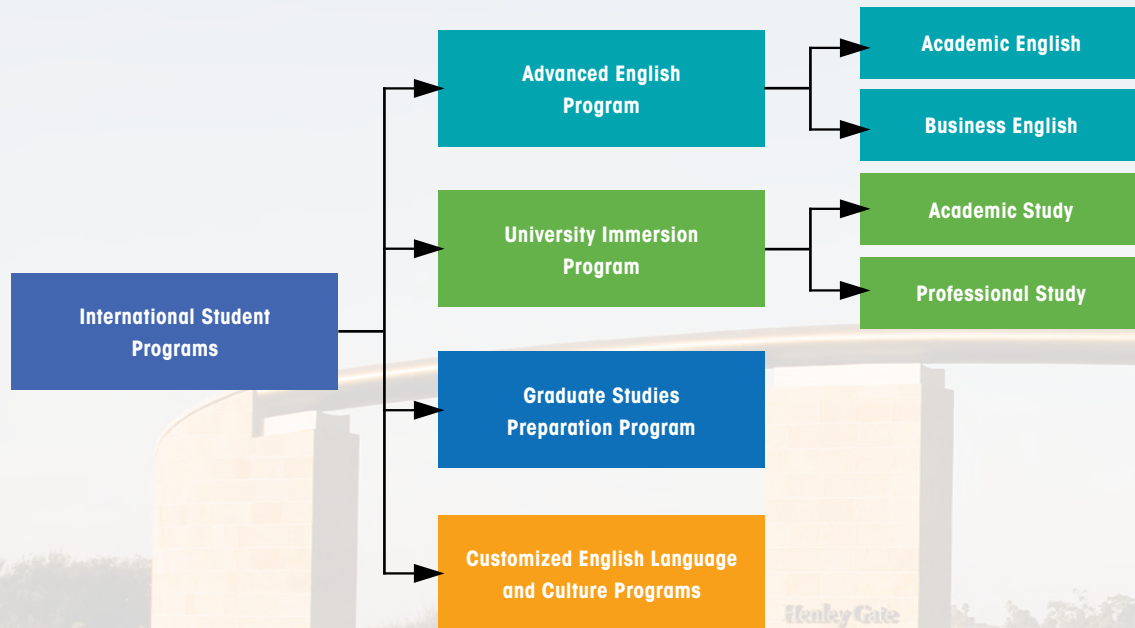 Academic English
Advanced English
Program
Business English
Academic Study
University Immersion
Program
Professional Study
International Student
Programs
Graduate Studies
Preparation Program
Customized English Language
and Culture Programs
Henley Gate